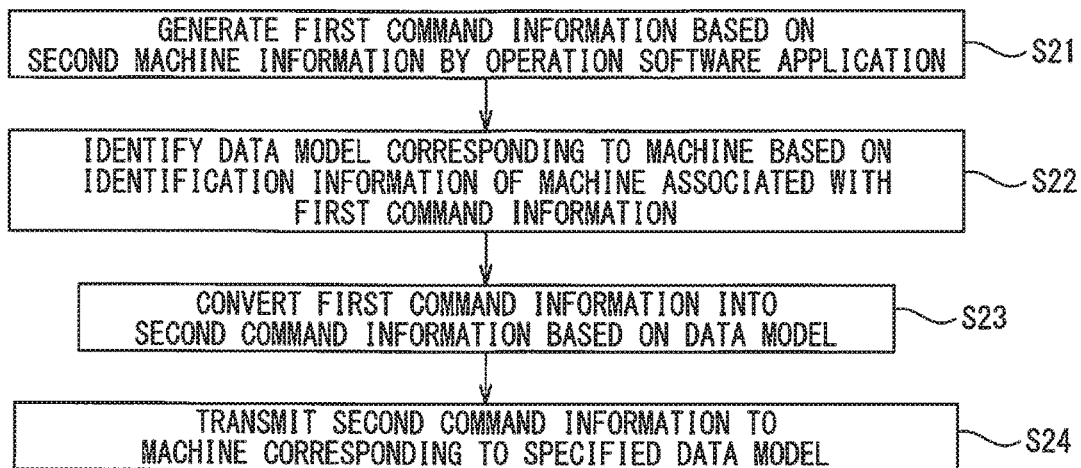 GENERATE FIRST COMMAND INFORMATION BASED ON
SECOND MACHINE INFORMATION BY OPERATION SOFTWARE APPLICATION
S21
IDENTIFY DATA MODEL CORRESPONDING TO MACHINE BASED ON
IDENTIFICATION INFORMATION OF MACHINE ASSOCIATED WITH
FIRST COMMAND INFORMATION
S22
CONVERT FIRST COMMAND INFORMATION INTO
SECOND COMMAND INFORMATION BASED ON DATA MODEL
S23
TRANSMIT SECOND COMMAND INFORMATION TO
MACHINE CORRESPONDING TO SPECIFIED DATA MODEL
S24